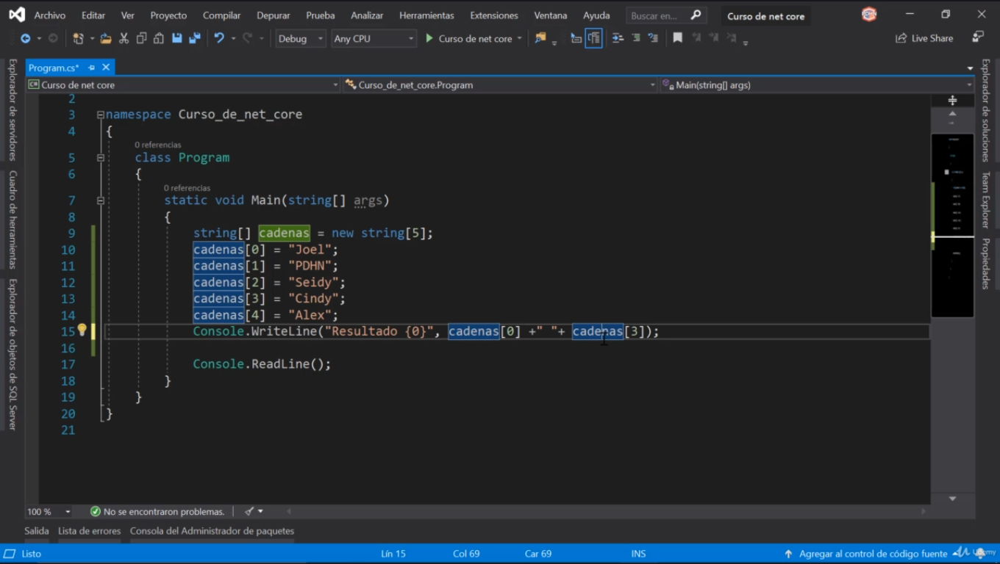 Archivo Editar Ver Proyecto Compilar Depurar Prueba Analizar Herramientas Extensiones Ventana Ayuda Buscar en... Curso de net core
Debug Any CPU Curso de net core Live Share
Program.cs*
Curso de net core Curso_de_net_core.Program Main(string[] args)
2
3 namespace Curso_de_net_core
4 {
0 referencias
5 class Program
6 {
0 referencias
7 static void Main(string[] args)
8 {
9 string[] cadenas = new string[5];
10 cadenas[0] = "Joel";
11 cadenas[1] = "PDHN";
12 cadenas[2] = "Seidy";
13 cadenas[3] = "Cindy";
14 cadenas[4] = "Alex";
15 Console.WriteLine("Resultado {0}", cadenas[0] +" "+ cadenas[3]);
16
17 Console.ReadLine();
18 }
19 }
20 }
21
Explorador de servidores
Cuadro de herramientas
Explorador de objetos de SQL Server
Explorador de soluciones
Team Explorer
Propiedades
100 % No se encontraron problemas.
Salida Lista de errores Consola del Administrador de paquetes
Listo Lín 15 Col 69 Car 69 INS Agregar al control de código fuente